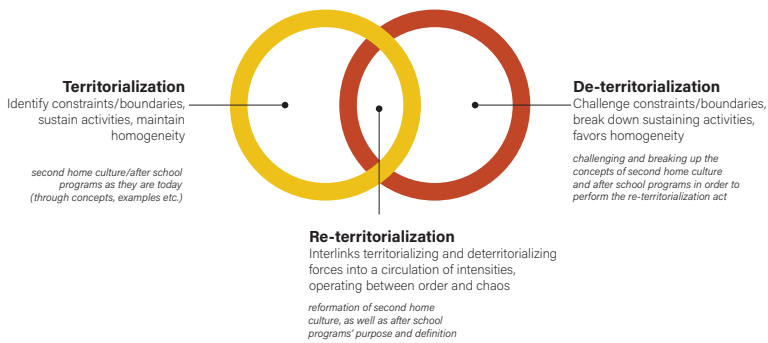 Territorialization
Identify constraints/boundaries,
sustain activities, maintain
homogeneity
second home culture/after school
programs as they are today
(through concepts, examples etc.)
De-territorialization
Challenge constraints/boundaries,
break down sustaining activities,
favors homogeneity
challenging and breaking up the
concepts of second home culture
and after school programs in order to
perform the re-territorialization act
Re-territorialization
Interlinks territorializing and deterritorializing
forces into a circulation of intensities,
operating between order and chaos
reformation of second home
culture, as well as after school
programs' purpose and definition